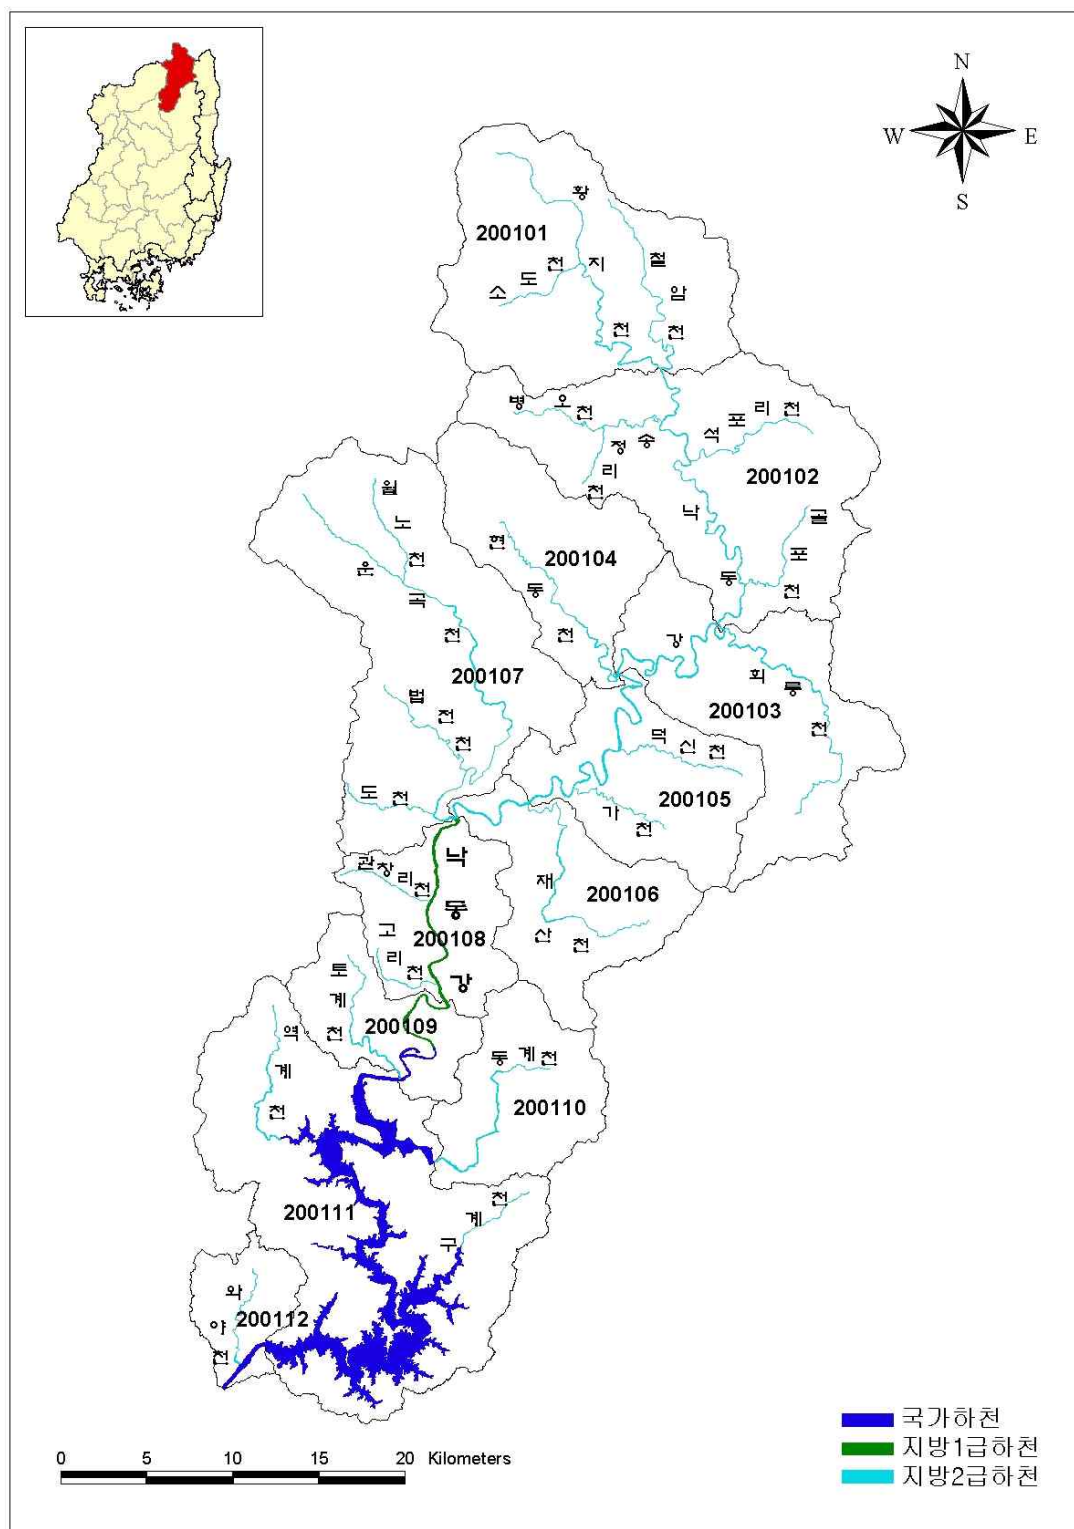 N
W E
S
황지천
200101
철암천
소도천
병오천
송정리천
석포리천
200102
골포천
낙동강
현동천
200104
월노천
운곡천
200107
법전천
회룡천
200103
덕신천
200105
가천
도천
재산천
200106
낙동강
관창리천
200108
고리천
토계천
200109
역계천
동계천
200110
200111
구계천
와야천
200112
국가하천
지방1급하천
지방2급하천
0 5 10 15 20 Kilometers